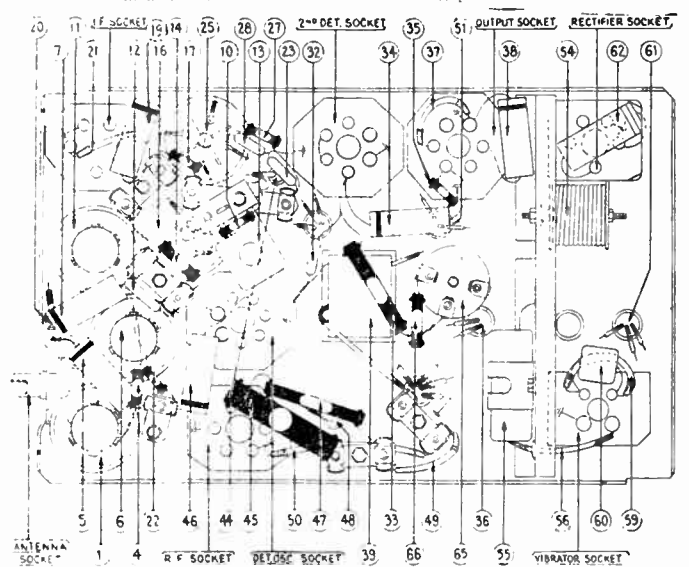 I.F. SOCKET 2ND DET. SOCKET OUTPUT SOCKET RECTIFIER SOCKET
20 11 19 14 25 28 27 35 51 62 61
7 21 12 16 17 10 13 23 32 34 37 38 54
5 6 22 46 44 45 50 47 48 33 49 36 56 60 59
ANTENNA SOCKET 1 4 R F SOCKET DET.OSC. SOCKET 39 66 65 55 VIBRATOR SOCKET